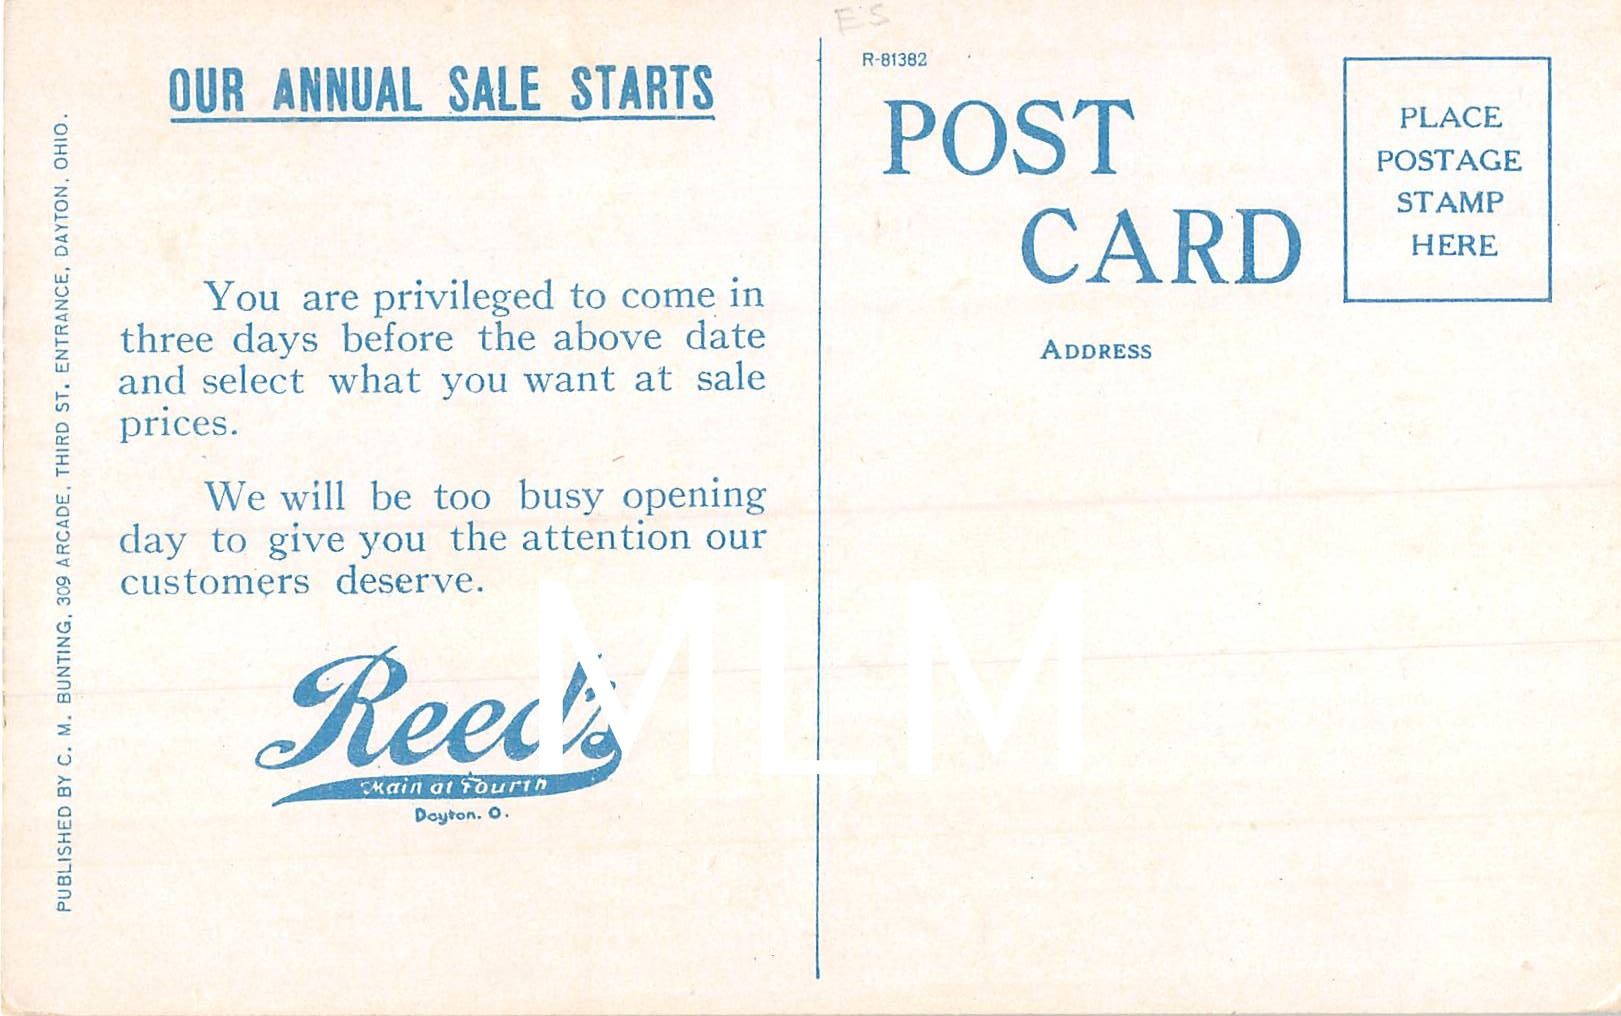 ES
OUR ANNUAL SALE STARTS
You are privileged to come in
three days before the above date
and select what you want at sale
prices.
We will be too busy opening
day to give you the attention our
customers deserve.
Reed's
Main at Fourth
Dayton. O.
PUBLISHED BY C. M. BUNTING, 309 ARCADE, THIRD ST. ENTRANCE, DAYTON, OHIO.
R-81382
POST
CARD
ADDRESS
PLACE
POSTAGE
STAMP
HERE
MLM